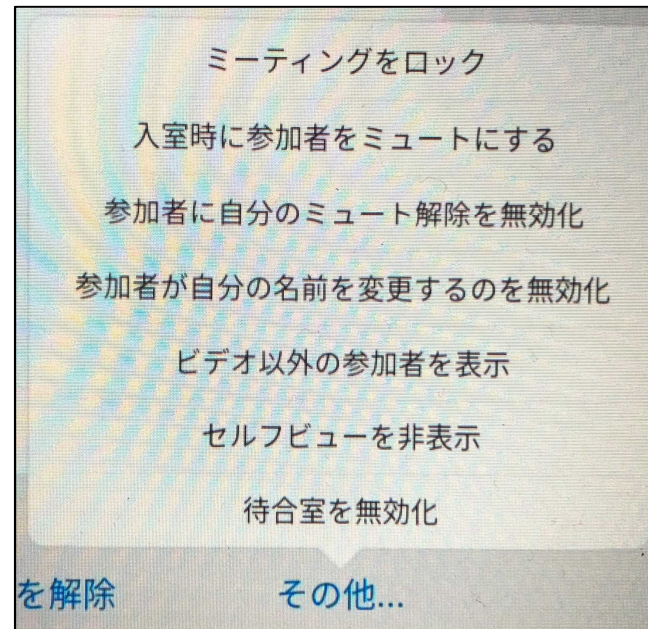 ミーティングをロック
入室時に参加者をミュートにする
参加者に自分のミュート解除を無効化
参加者が自分の名前を変更するのを無効化
ビデオ以外の参加者を表示
セルフビューを非表示
待合室を無効化
を解除 その他...